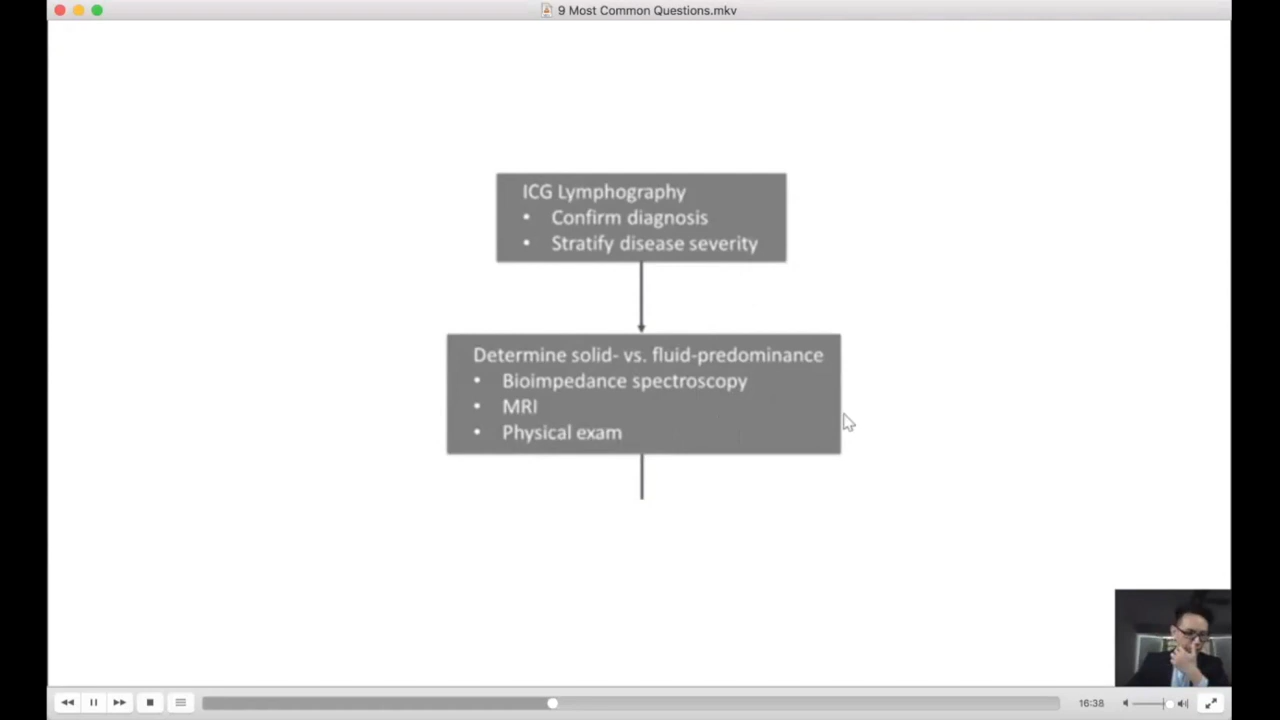 9 Most Common Questions.mkv
ICG Lymphography
• Confirm diagnosis
• Stratify disease severity
Determine solid- vs. fluid-predominance
• Bioimpedance spectroscopy
• MRI
• Physical exam
16:38